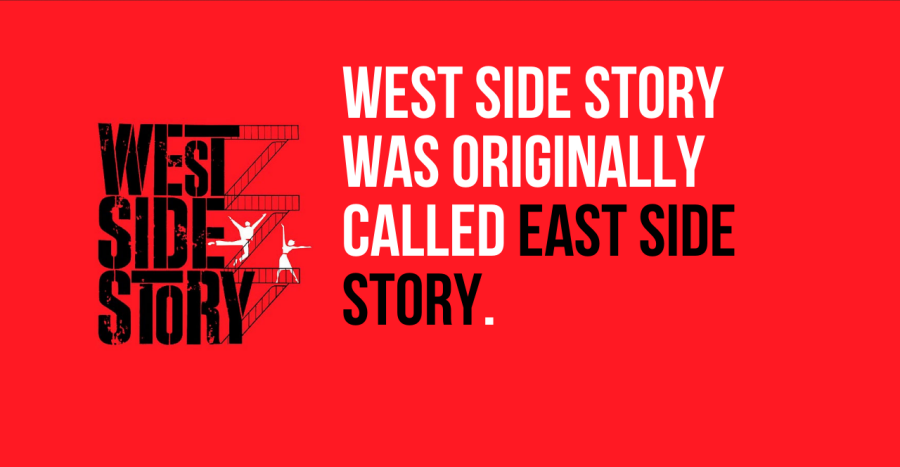 WEST
SIDE
STORY
WEST SIDE STORY
WAS ORIGINALLY
CALLED EAST SIDE
STORY.